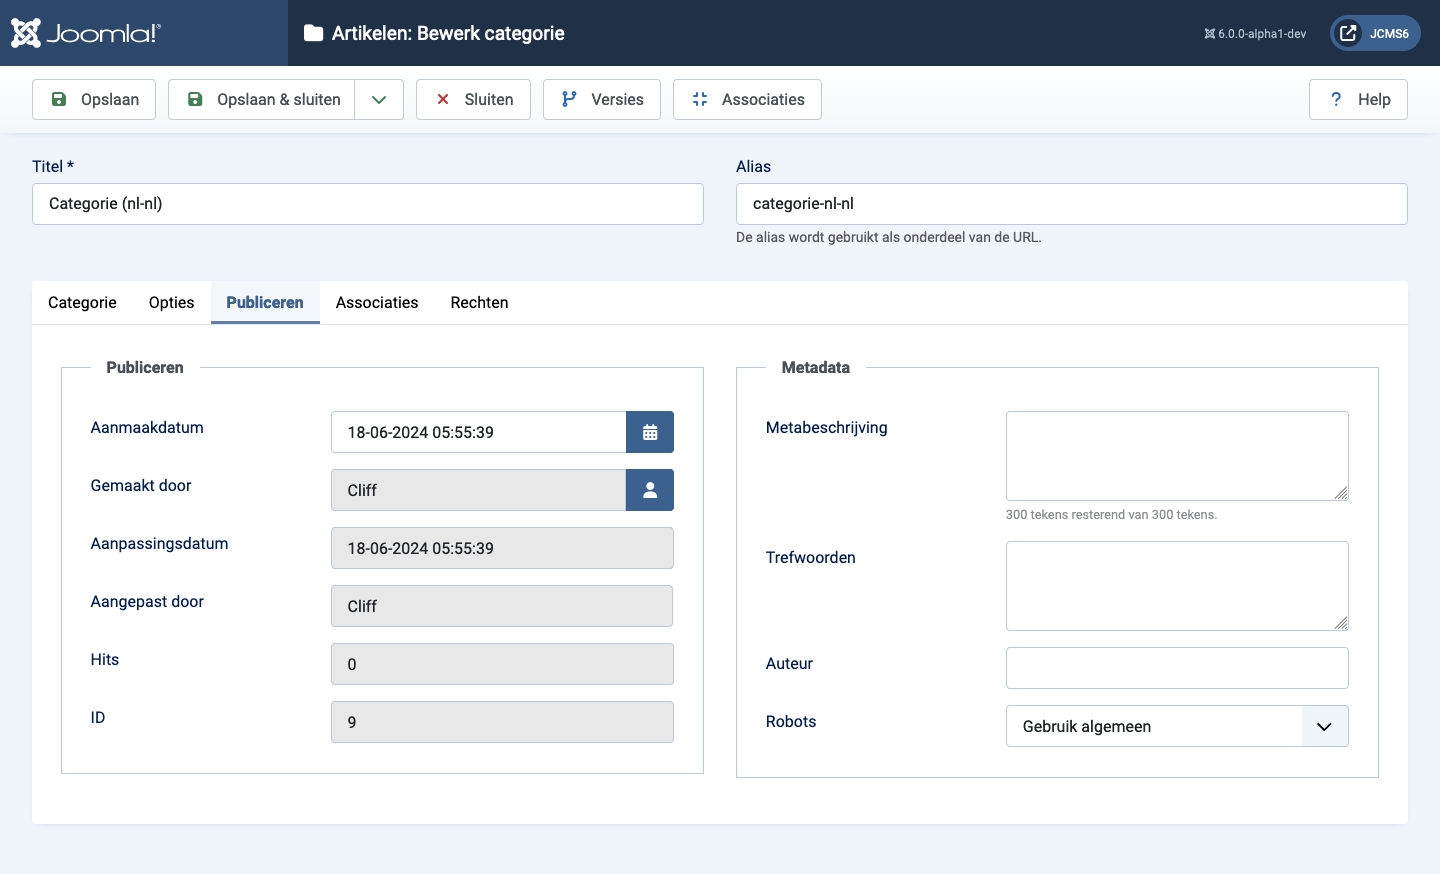 Joomla!®
Artikelen: Bewerk categorie
6.0.0-alpha1-dev
JCMS6
Opslaan
Opslaan & sluiten
Sluiten
Versies
Associaties
? Help
Titel *
Categorie (nl-nl)
Alias
categorie-nl-nl
De alias wordt gebruikt als onderdeel van de URL.
Categorie
Opties
Publiceren
Associaties
Rechten
Publiceren
Aanmaakdatum
18-06-2024 05:55:39
Gemaakt door
Cliff
Aanpassingsdatum
18-06-2024 05:55:39
Aangepast door
Cliff
Hits
0
ID
9
Metadata
Metabeschrijving
300 tekens resterend van 300 tekens.
Trefwoorden
Auteur
Robots
Gebruik algemeen